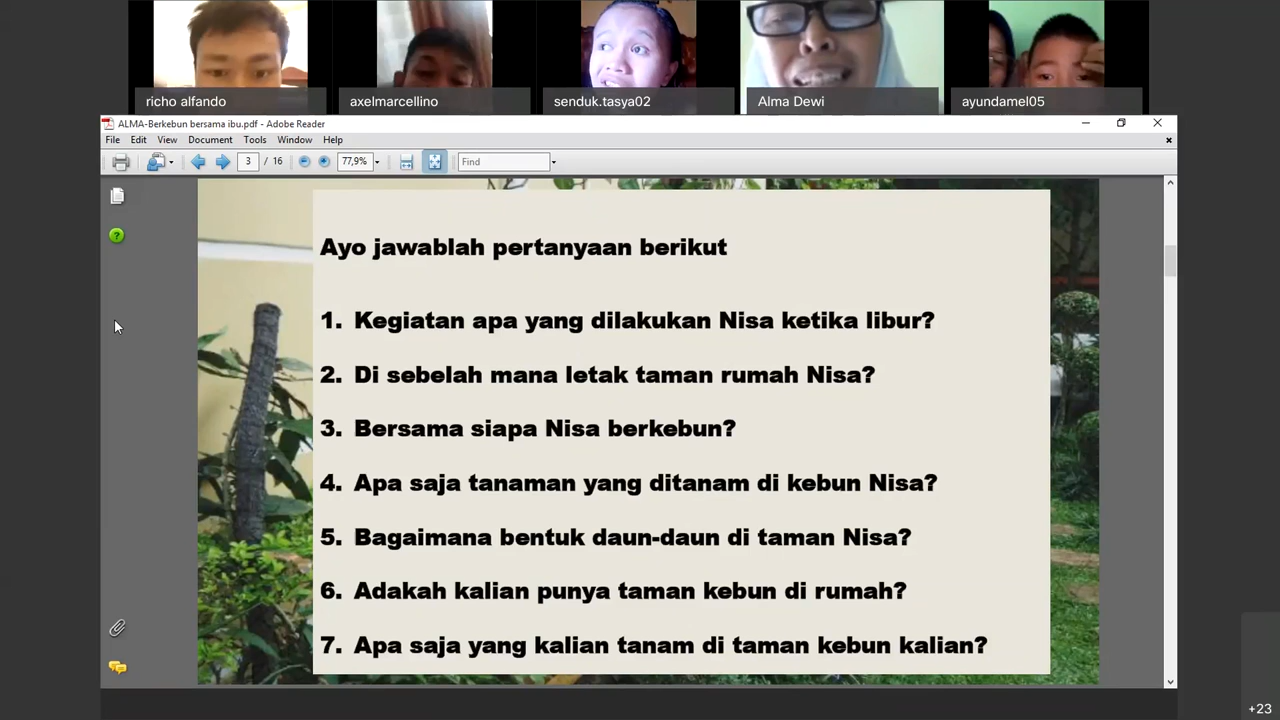 richo alfando
axelmarcellino
senduk.tasya02
Alma Dewi
ayundamel05
ALMA-Berkebun bersama ibu.pdf - Adobe Reader
File Edit View Document Tools Window Help
3 / 16 77,9% Find
Ayo jawablah pertanyaan berikut
1. Kegiatan apa yang dilakukan Nisa ketika libur?
2. Di sebelah mana letak taman rumah Nisa?
3. Bersama siapa Nisa berkebun?
4. Apa saja tanaman yang ditanam di kebun Nisa?
5. Bagaimana bentuk daun-daun di taman Nisa?
6. Adakah kalian punya taman kebun di rumah?
7. Apa saja yang kalian tanam di taman kebun kalian?
+23